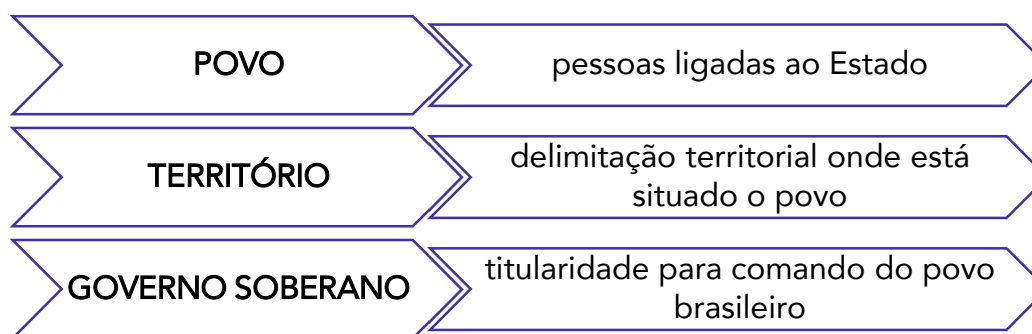 POVO
pessoas ligadas ao Estado
TERRITÓRIO
delimitação territorial onde está
situado o povo
GOVERNO SOBERANO
titularidade para comando do povo
brasileiro